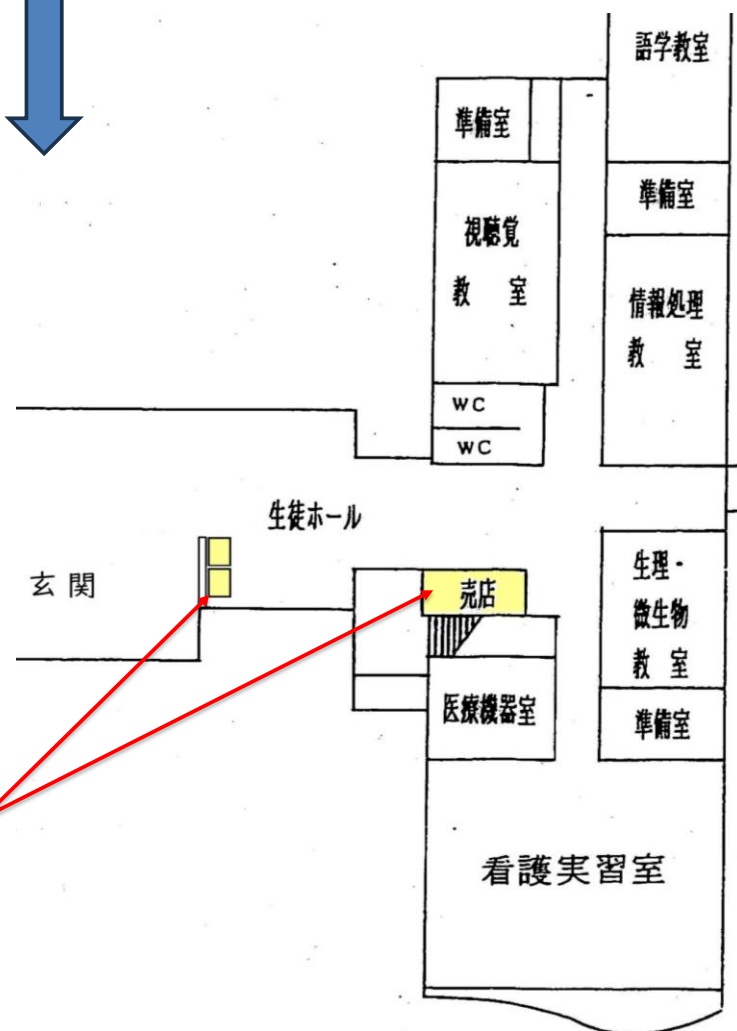 語学教室
準備室
準備室
視聴覚
教 室
情報処理
教 室
WC
WC
生徒ホール
玄関
売店
生理・
微生物
教 室
医療機器室
準備室
看護実習室